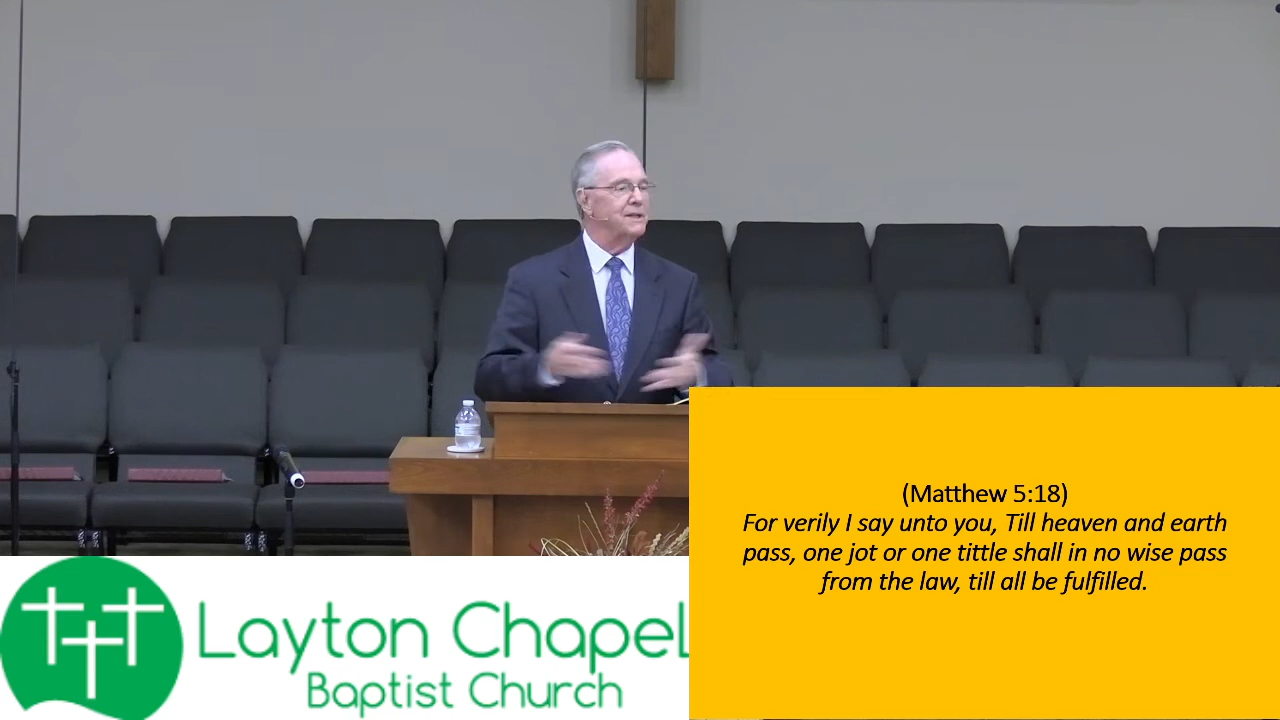 (Matthew 5:18)
For verily I say unto you, Till heaven and earth
pass, one jot or one tittle shall in no wise pass
from the law, till all be fulfilled.
Layton Chapel
Baptist Church